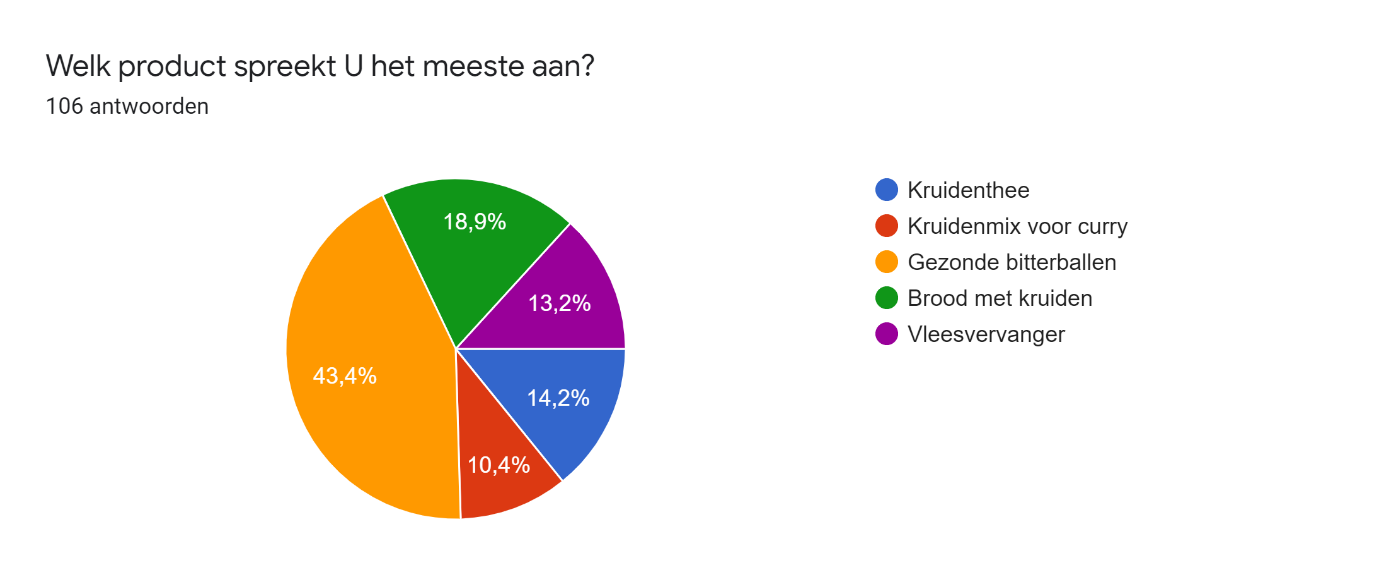 Welk product spreekt U het meeste aan?
106 antwoorden
18,9%
13,2%
43,4%
14,2%
10,4%
Kruidenthee
Kruidenmix voor curry
Gezonde bitterballen
Brood met kruiden
Vleesvervanger